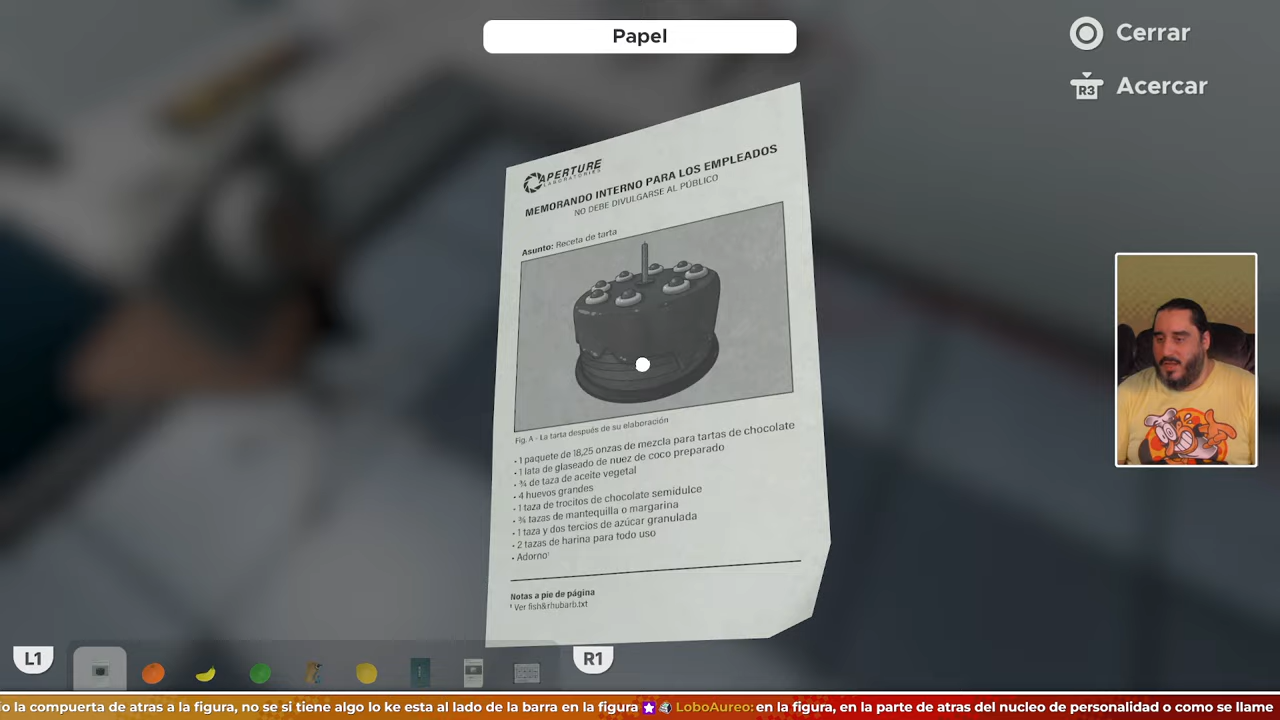 Papel
Cerrar
R3 Acercar
APERTURE
LABORATORIES
MEMORANDO INTERNO PARA LOS EMPLEADOS
NO DEBE DIVULGARSE AL PÚBLICO
Asunto: Receta de tarta
Fig. A - La tarta después de su elaboración
• 1 paquete de 18,25 onzas de mezcla para tartas de chocolate
• 1 lata de glaseado de nuez de coco preparado
• ¾ de taza de aceite vegetal
• 4 huevos grandes
• 1 taza de trocitos de chocolate semidulce
• ¾ tazas de mantequilla o margarina
• 1 taza y dos tercios de azúcar granulada
• 2 tazas de harina para todo uso
• Adorno¹
Notas a pie de página
¹ Ver fish&rhubarb.txt
L1
R1
io la compuerta de atras a la figura, no se si tiene algo lo ke esta al lado de la barra en la figura LoboAureo: en la figura, en la parte de atras del nucleo de personalidad o como se llame